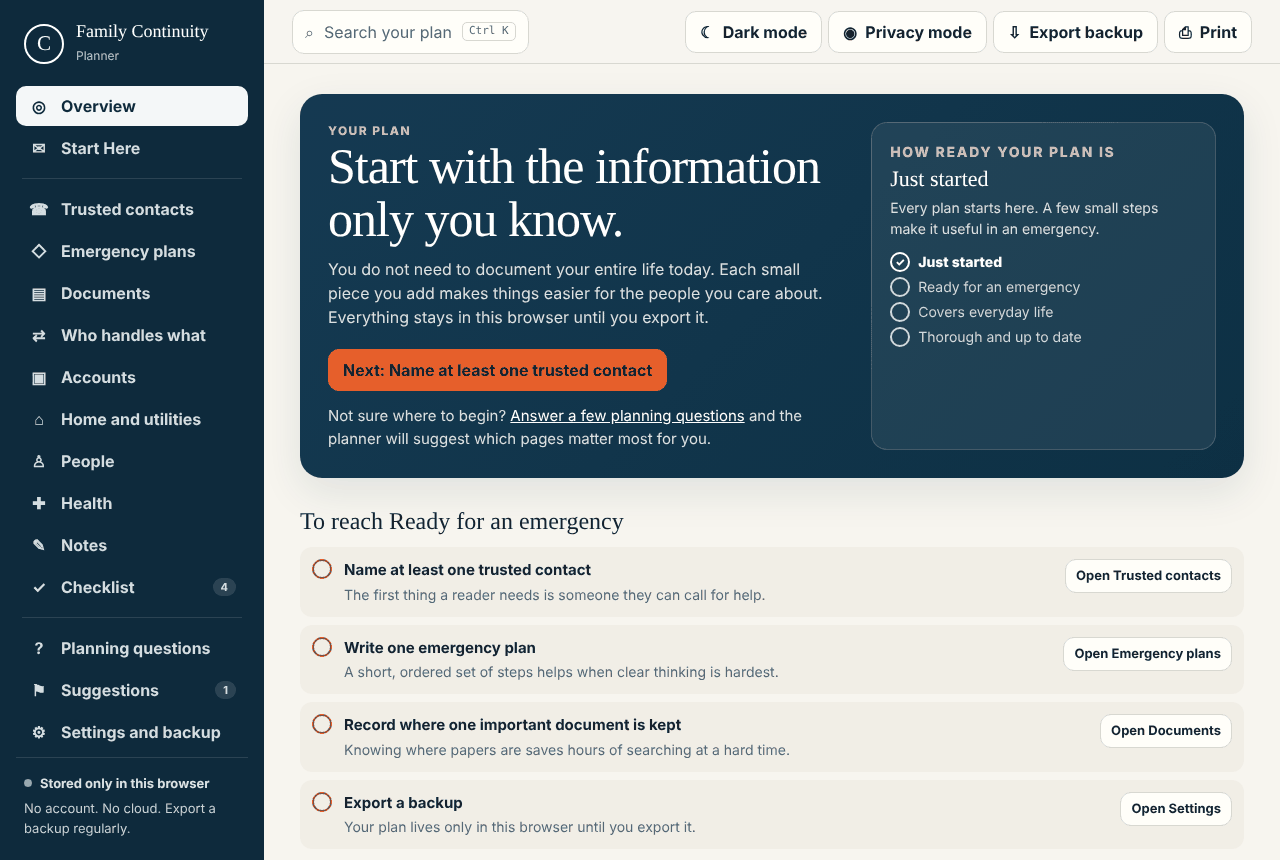 C
Family Continuity
Planner
Overview
Start Here
Trusted contacts
Emergency plans
Documents
Who handles what
Accounts
Home and utilities
People
Health
Notes
Checklist 4
? Planning questions
Suggestions 1
Settings and backup
Stored only in this browser
No account. No cloud. Export a
backup regularly.
Search your plan Ctrl K
Dark mode
Privacy mode
Export backup
Print
YOUR PLAN
Start with the information
only you know.
You do not need to document your entire life today. Each small
piece you add makes things easier for the people you care about.
Everything stays in this browser until you export it.
Next: Name at least one trusted contact
Not sure where to begin? Answer a few planning questions and the
planner will suggest which pages matter most for you.
HOW READY YOUR PLAN IS
Just started
Every plan starts here. A few small steps
make it useful in an emergency.
Just started
Ready for an emergency
Covers everyday life
Thorough and up to date
To reach Ready for an emergency
Name at least one trusted contact
The first thing a reader needs is someone they can call for help.
Open Trusted contacts
Write one emergency plan
A short, ordered set of steps helps when clear thinking is hardest.
Open Emergency plans
Record where one important document is kept
Knowing where papers are saves hours of searching at a hard time.
Open Documents
Export a backup
Your plan lives only in this browser until you export it.
Open Settings